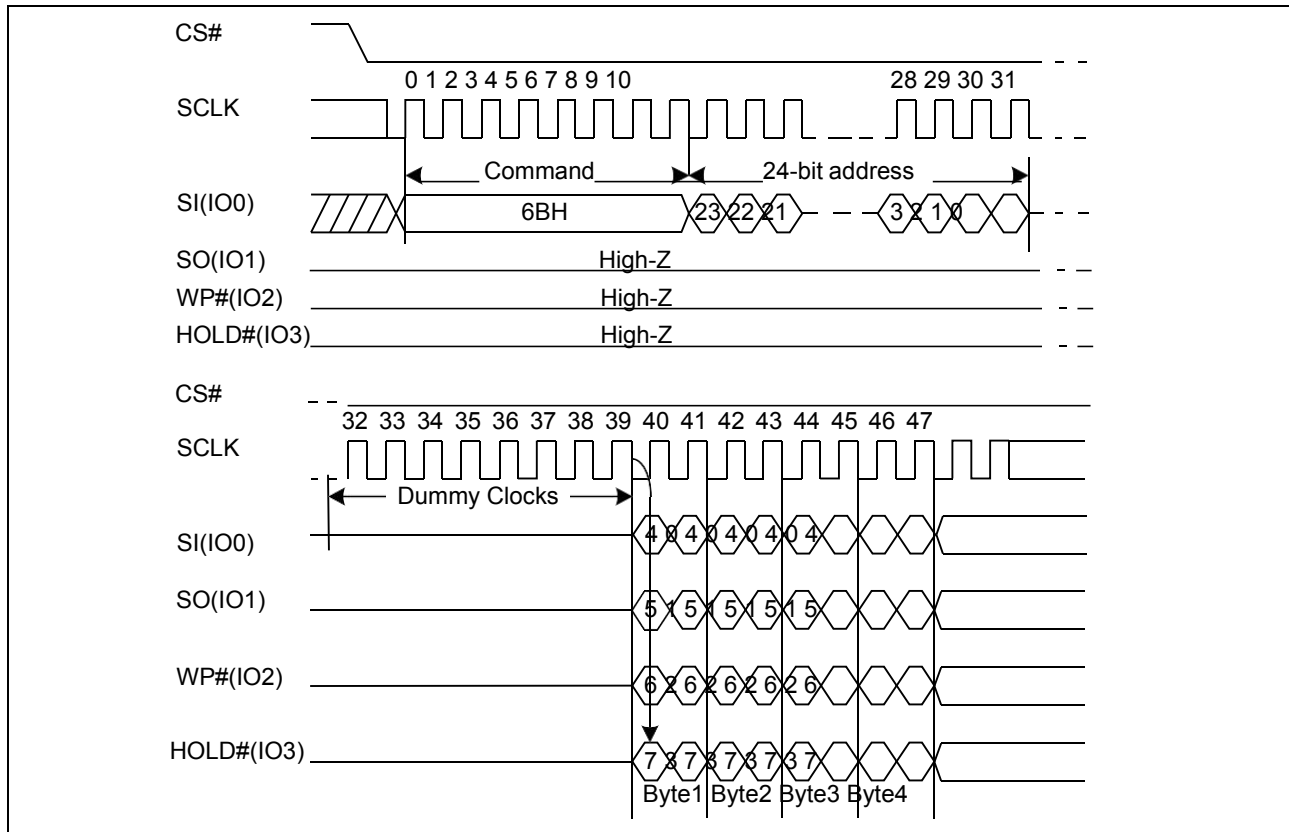 CS#
0 1 2 3 4 5 6 7 8 9 10 28 29 30 31
SCLK
Command 24-bit address
SI(IO0) 6BH 23 22 21 3 2 1 0
SO(IO1) High-Z
WP#(IO2) High-Z
HOLD#(IO3) High-Z
CS#
32 33 34 35 36 37 38 39 40 41 42 43 44 45 46 47
SCLK
Dummy Clocks
SI(IO0) 4 0 4 0 4 0 4 0 4
SO(IO1) 5 1 5 1 5 1 5 1 5
WP#(IO2) 6 2 6 2 6 2 6 2 6
HOLD#(IO3) 7 3 7 3 7 3 7 3 7
Byte1 Byte2 Byte3 Byte4